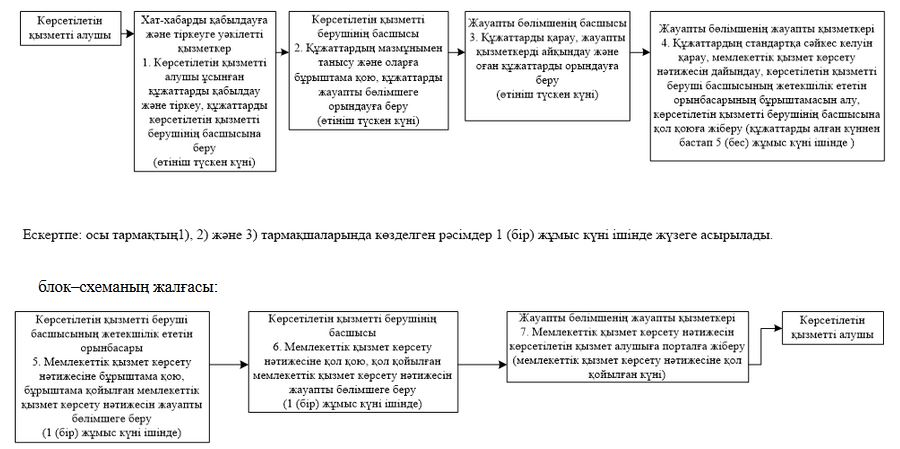 Көрсетілетін
қызметті алушы
Хат-хабарды қабылдауға
және тіркеуге уәкілетті
қызметкер
1. Көрсетілетін қызметті
алушы ұсынған
құжаттарды қабылдау
және тіркеу, құжаттарды
көрсетілетін қызметті
берушінің басшысына
беру
(өтініш түскен күні)
Көрсетілетін қызметті
берушінің басшысы
2. Құжаттардың мазмұнымен
танысу және оларға
бұрыштама қою, құжаттарды
жауапты бөлімшеге
орындауға беру
(өтініш түскен күні)
Жауапты бөлімшенің басшысы
3. Құжаттарды қарау, жауапты
қызметкерді айқындау және
оған құжаттарды орындауға
беру
(өтініш түскен күні)
Жауапты бөлімшенің жауапты қызметкері
4. Құжаттардың стандартқа сәйкес келуін
қарау, мемлекеттік қызмет көрсету
нәтижесін дайындау, көрсетілетін қызметті
беруші басшысының жетекшілік ететін
орынбасарының бұрыштамасын алу,
көрсетілетін қызметті берушінің басшысына
қол қоюға жіберу (құжаттарды алған күннен
бастап 5 (бес) жұмыс күні ішінде )
Ескертпе: осы тармақтың1), 2) және 3) тармақшаларында көзделген рәсімдер 1 (бір) жұмыс күні ішінде жүзеге асырылады.
блок–схеманың жалғасы:
Көрсетілетін қызметті беруші
басшысының жетекшілік ететін
орынбасары
5. Мемлекеттік қызмет көрсету
нәтижесіне бұрыштама қою,
бұрыштама қойылған мемлекеттік
қызмет көрсету нәтижесін жауапты
бөлімшеге беру
(1 (бір) жұмыс күні ішінде)
Көрсетілетін қызметті берушінің
басшысы
6. Мемлекеттік қызмет көрсету
нәтижесіне қол қою, қол қойылған
мемлекеттік қызмет көрсету нәтижесін
жауапты бөлімшеге беру
(1 (бір) жұмыс күні ішінде)
Жауапты бөлімшенің жауапты қызметкері
7. Мемлекеттік қызмет көрсету нәтижесін
көрсетілетін қызмет алушыға порталға жіберу
(мемлекеттік қызмет көрсету нәтижесіне қол
қойылған күні)
Көрсетілетін
қызметті алушы